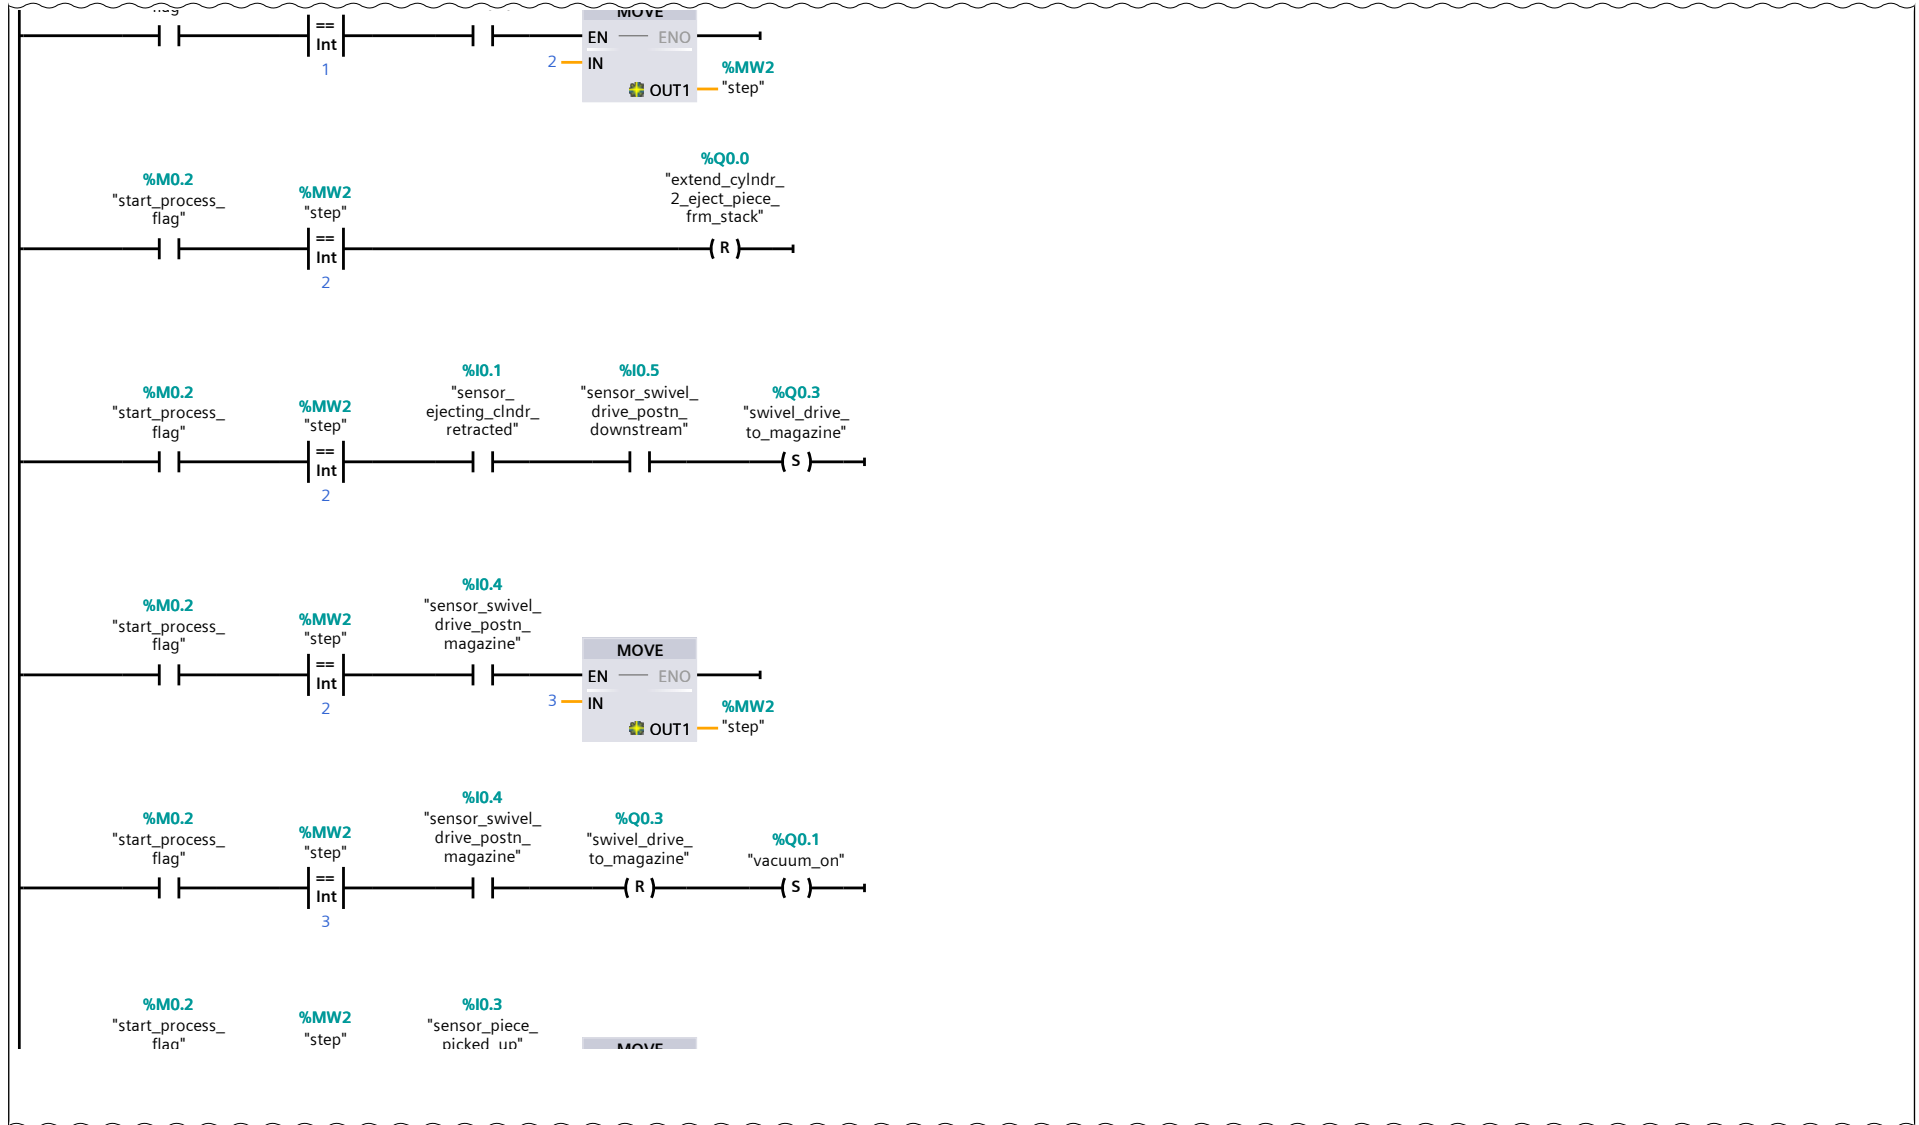 ==
Int
1
MOVE
EN ENO
2 IN
OUT1
%MW2
"step"
%M0.2
"start_process_
flag"
%MW2
"step"
==
Int
2
%Q0.0
"extend_cylndr_
2_eject_piece_
frm_stack"
R
%M0.2
"start_process_
flag"
%MW2
"step"
==
Int
2
%I0.1
"sensor_
ejecting_clndr_
retracted"
%I0.5
"sensor_swivel_
drive_postn_
downstream"
%Q0.3
"swivel_drive_
to_magazine"
S
%M0.2
"start_process_
flag"
%MW2
"step"
==
Int
2
%I0.4
"sensor_swivel_
drive_postn_
magazine"
MOVE
EN ENO
3 IN
OUT1
%MW2
"step"
%M0.2
"start_process_
flag"
%MW2
"step"
==
Int
3
%I0.4
"sensor_swivel_
drive_postn_
magazine"
%Q0.3
"swivel_drive_
to_magazine"
R
%Q0.1
"vacuum_on"
S
%M0.2
"start_process_
flag"
%MW2
"step"
%I0.3
"sensor_piece_
picked_up"
MOVE